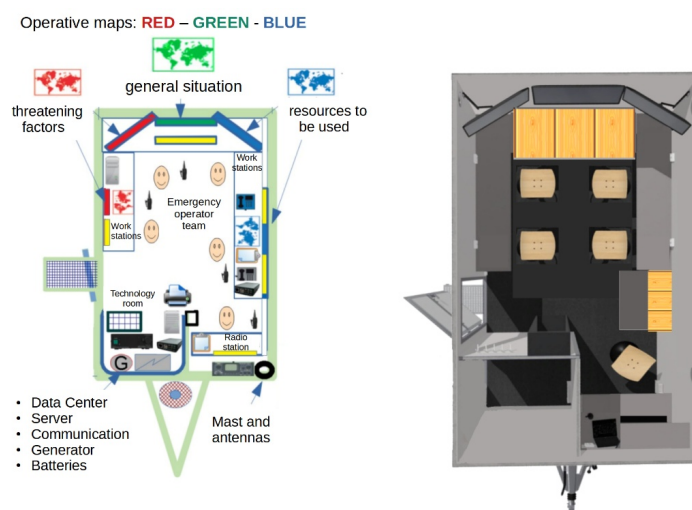 Operative maps: RED – GREEN - BLUE
general situation
threatening
factors
resources to
be used
Work
stations
Emergency
operator
team
Work
stations
Technology
room
Radio
station
G
• Data Center
• Server
• Communication
• Generator
• Batteries
Mast and
antennas